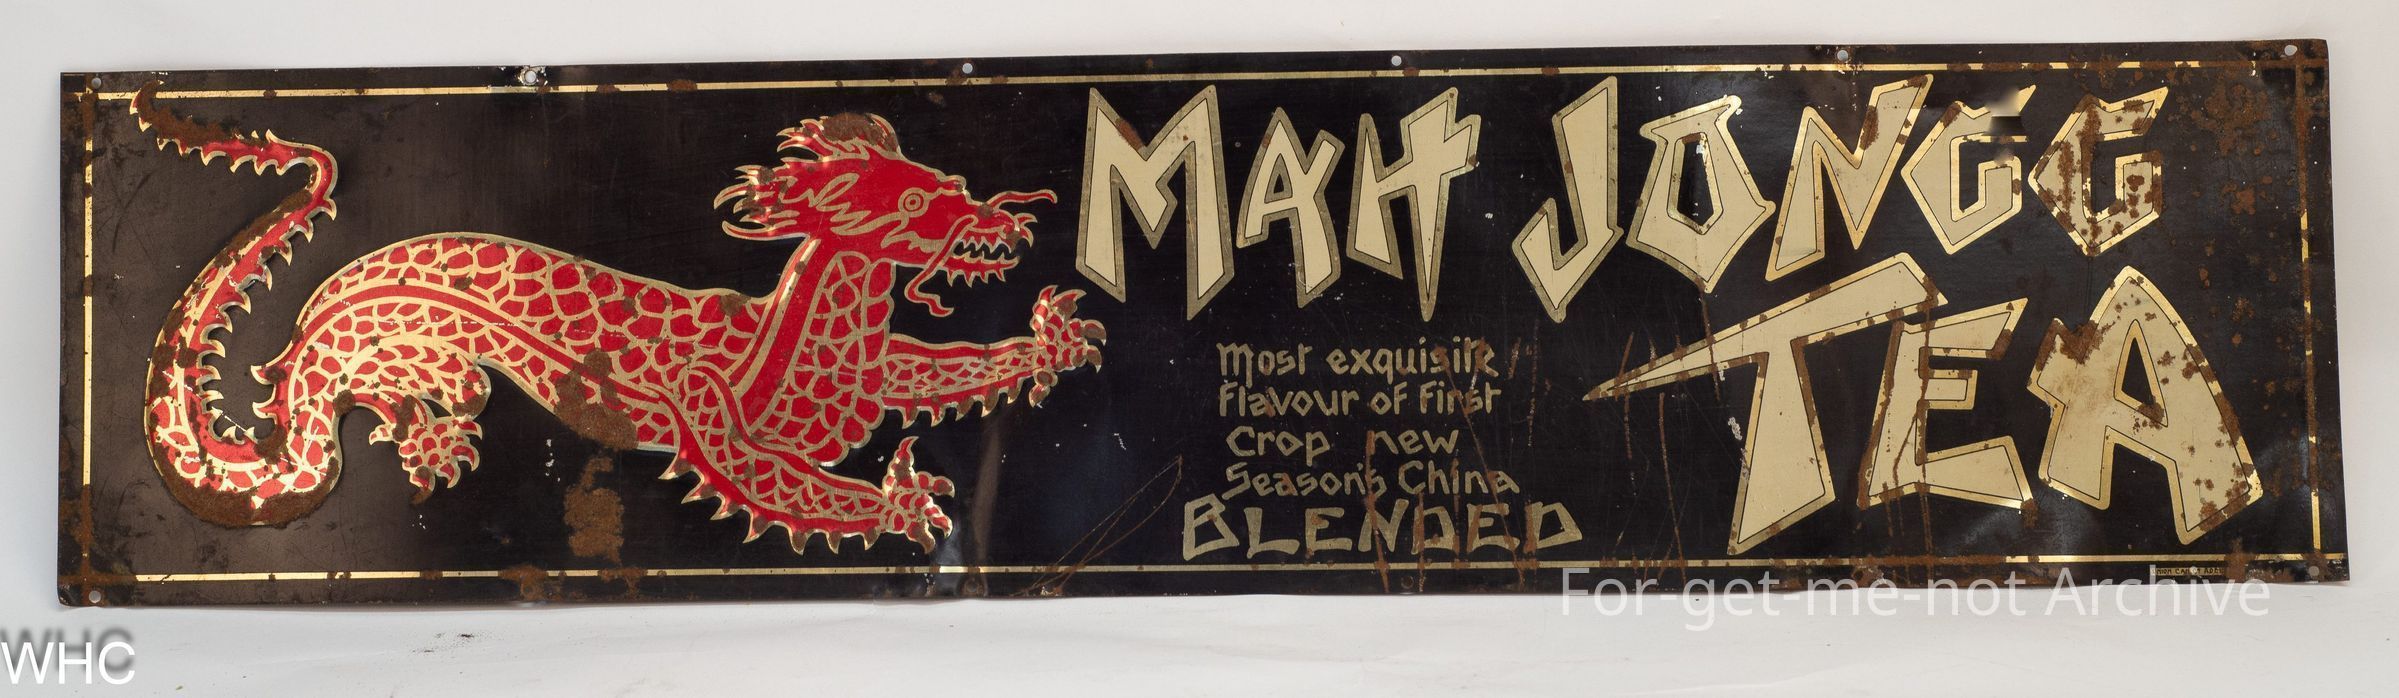 MAH JONGG
TEA
Most exquisite
flavour of first
Crop new
Season's China
BLENDED
For-get-me-not Archive
WHC